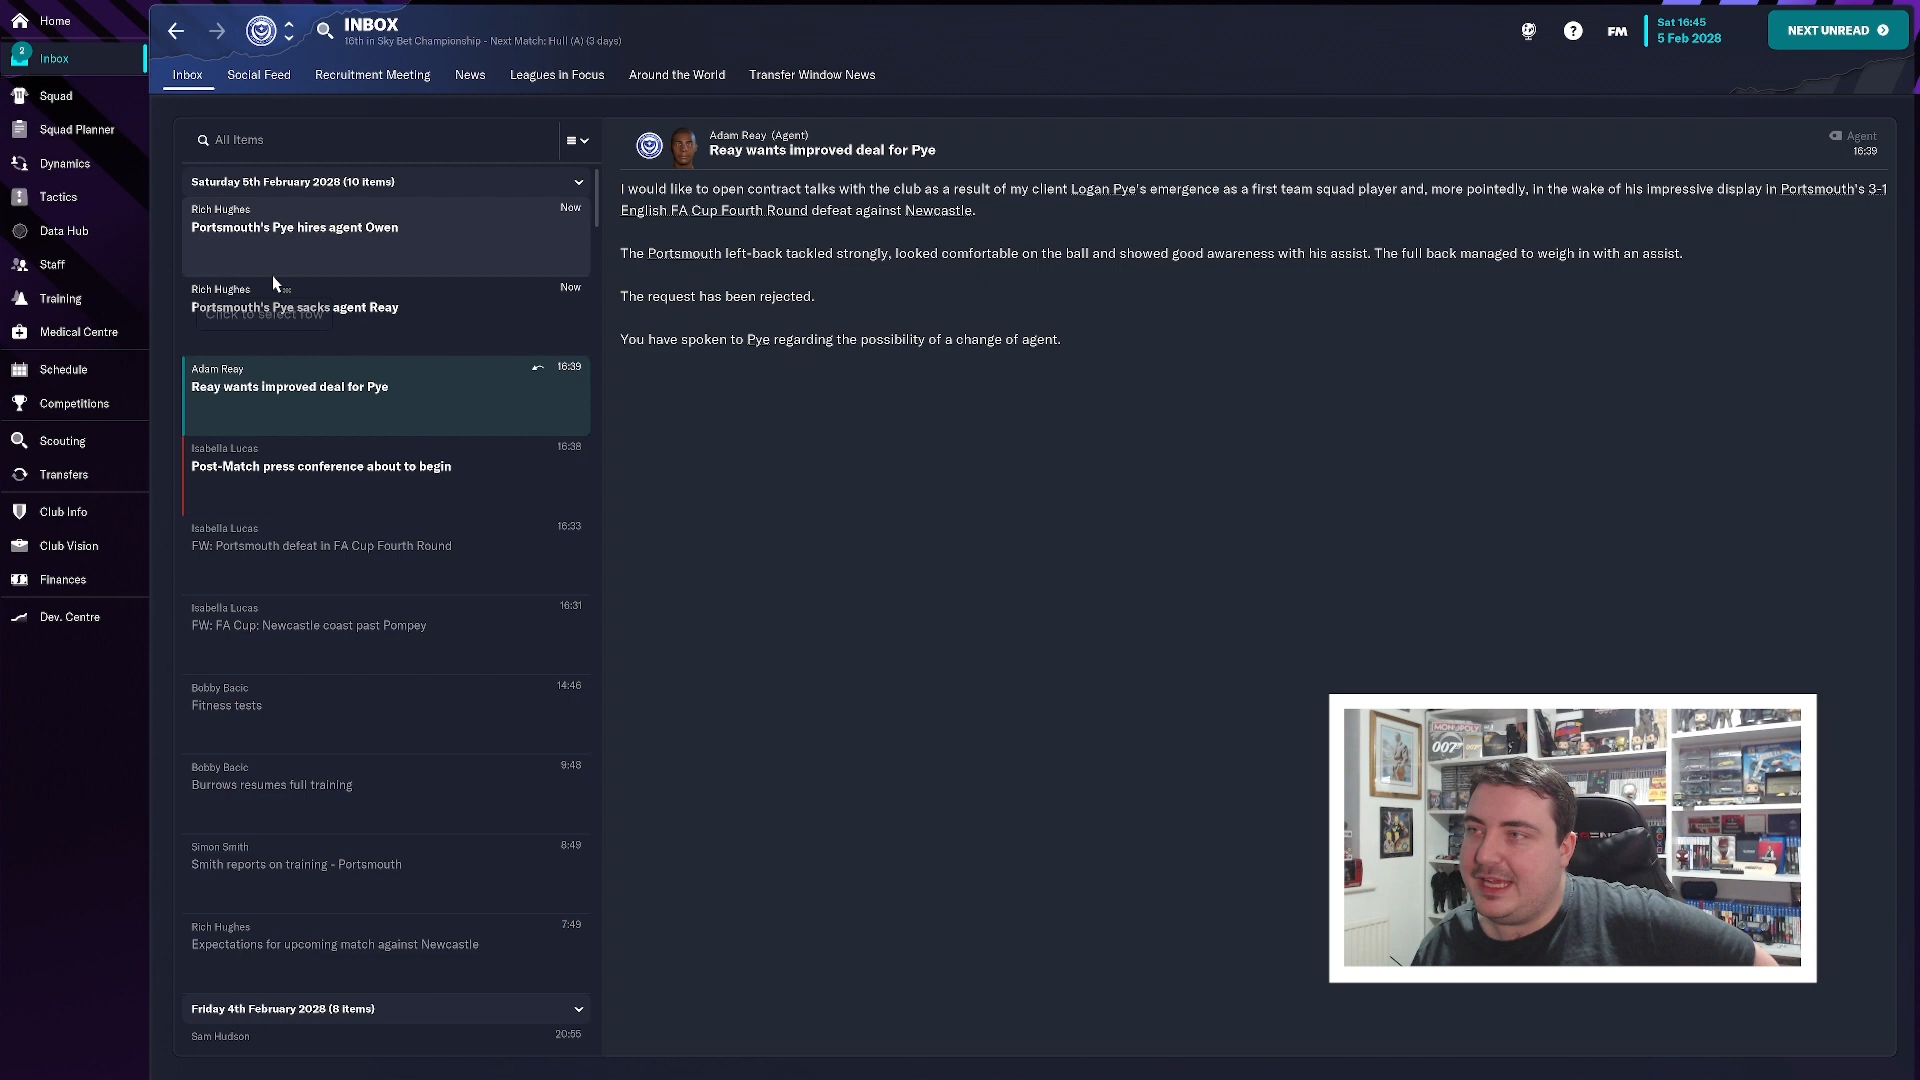 Home
2
Inbox
Squad
Squad Planner
Dynamics
Tactics
Data Hub
Staff
Training
Medical Centre
Schedule
Competitions
Scouting
Transfers
Club Info
Club Vision
Finances
Dev. Centre
INBOX
16th in Sky Bet Championship - Next Match: Hull (A) (3 days)
FM
Sat 16:45
5 Feb 2028
NEXT UNREAD
Inbox
Social Feed
Recruitment Meeting
News
Leagues in Focus
Around the World
Transfer Window News
All Items
Saturday 5th February 2028 (10 items)
Rich Hughes
Now
Portsmouth's Pye hires agent Owen
Rich Hughes
Now
Portsmouth's Pye sacks agent Reay
Click to select row
Adam Reay
16:39
Reay wants improved deal for Pye
Isabella Lucas
16:38
Post-Match press conference about to begin
Isabella Lucas
16:33
FW: Portsmouth defeat in FA Cup Fourth Round
Isabella Lucas
16:31
FW: FA Cup: Newcastle coast past Pompey
Bobby Bacic
14:46
Fitness tests
Bobby Bacic
9:48
Burrows resumes full training
Simon Smith
8:49
Smith reports on training - Portsmouth
Rich Hughes
7:49
Expectations for upcoming match against Newcastle
Friday 4th February 2028 (8 items)
Sam Hudson
20:55
Adam Reay (Agent)
Reay wants improved deal for Pye
Agent
16:39
I would like to open contract talks with the club as a result of my client Logan Pye's emergence as a first team squad player and, more pointedly, in the wake of his impressive display in Portsmouth's 3-1
English FA Cup Fourth Round defeat against Newcastle.
The Portsmouth left-back tackled strongly, looked comfortable on the ball and showed good awareness with his assist. The full back managed to weigh in with an assist.
The request has been rejected.
You have spoken to Pye regarding the possibility of a change of agent.
MONOPOLY
007